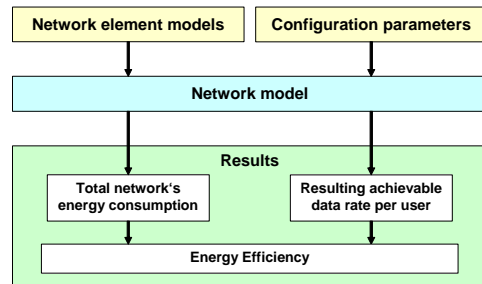 Network element models
Configuration parameters
Network model
Results
Total network‘s
energy consumption
Resulting achievable
data rate per user
Energy Efficiency